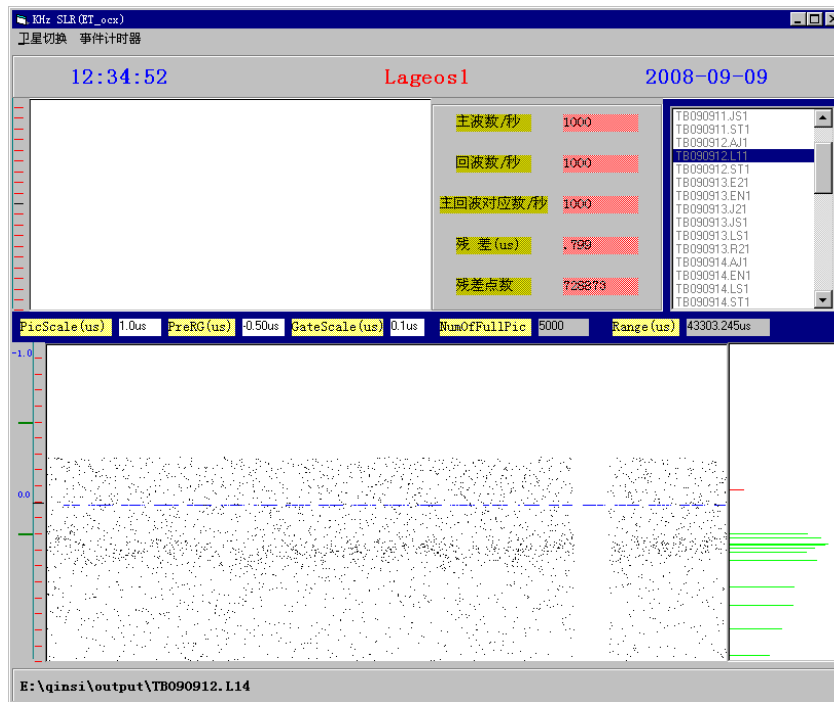 KHz SLR(ET_ocx)
卫星切换 事件计时器
12:34:52 Lageos1 2008-09-09
主波数/秒 1000
回波数/秒 1000
主回波对应数/秒 1000
残 差(us) .799
残差点数 728873
TB090911.JS1
TB090911.ST1
TB090912.AJ1
TB090912.L11
TB090912.ST1
TB090913.E21
TB090913.EN1
TB090913.J21
TB090913.JS1
TB090913.LS1
TB090913.R21
TB090914.AJ1
TB090914.EN1
TB090914.LS1
TB090914.ST1
PicScale(us) 1.0us PreRG(us) -0.50us GateScale(us) 0.1us NumOfFullPic 5000 Range(us) 43303.245us
-1.0
0.0
E:\qinsi\output\TB090912.L14